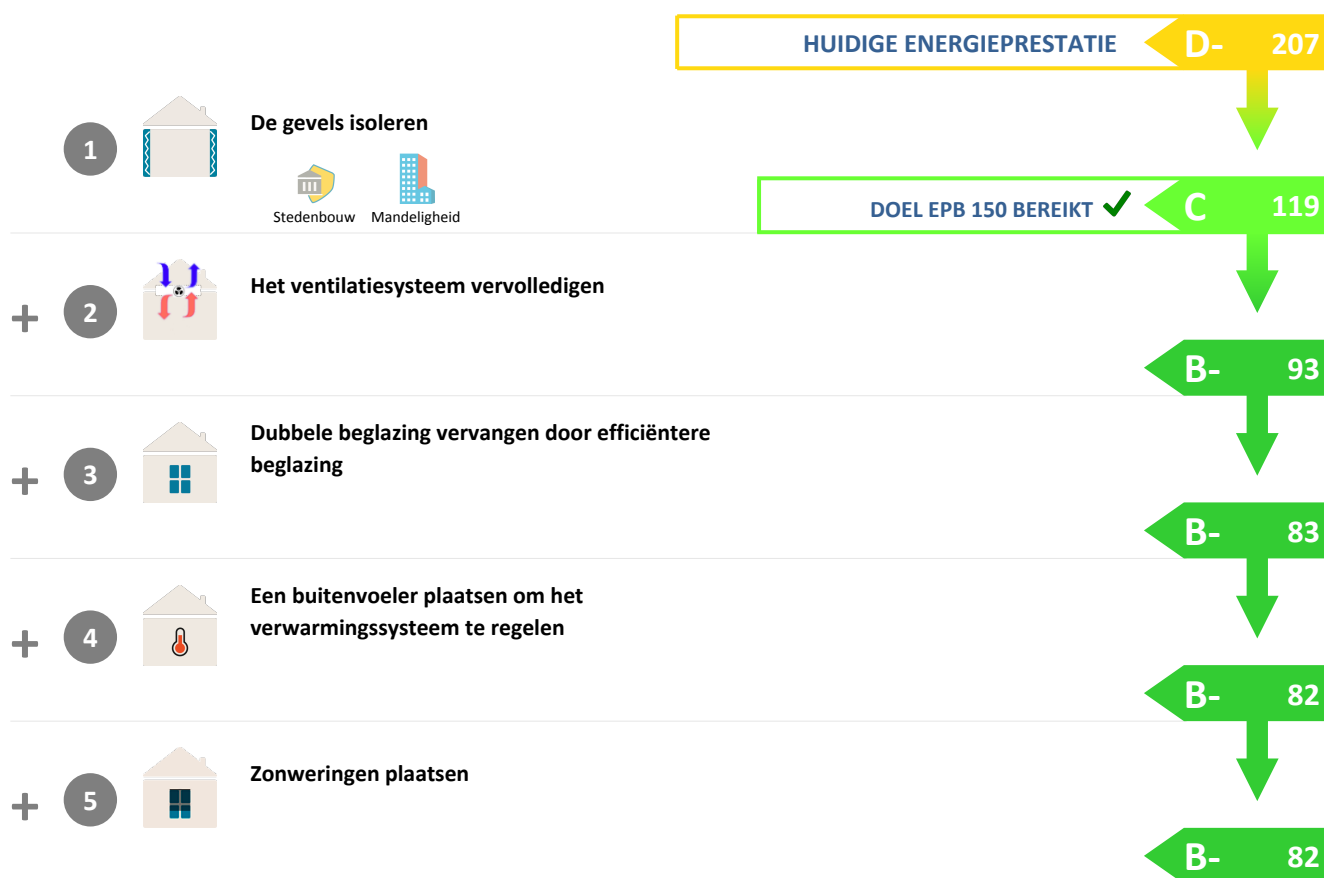 HUIDIGE ENERGIEPRESTATIE D- 207
1 De gevels isoleren
Stedenbouw Mandeligheid
DOEL EPB 150 BEREIKT C 119
+ 2 Het ventilatiesysteem vervolledigen
B- 93
+ 3 Dubbele beglazing vervangen door efficiëntere
beglazing
B- 83
+ 4 Een buitenvoeler plaatsen om het
verwarmingssysteem te regelen
B- 82
+ 5 Zonweringen plaatsen
B- 82